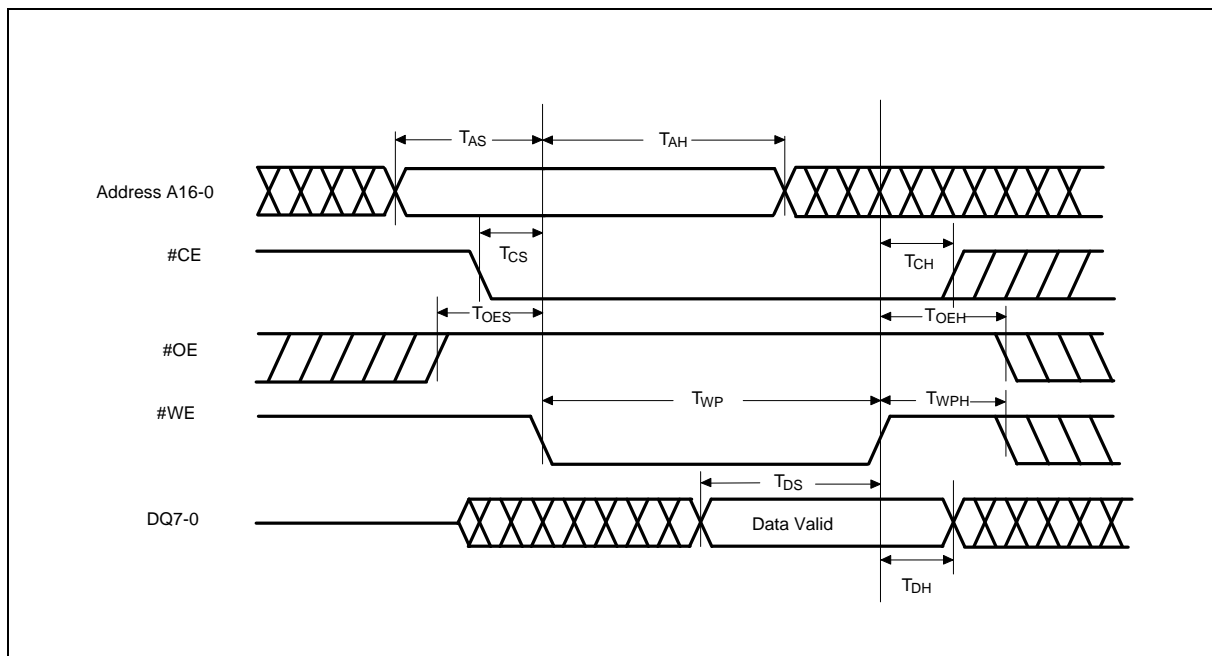 TAS
TAH
Address A16-0
TCS
#CE
TCH
TOES
TOEH
#OE
TWP
TWPH
#WE
TDS
DQ7-0
Data Valid
TDH